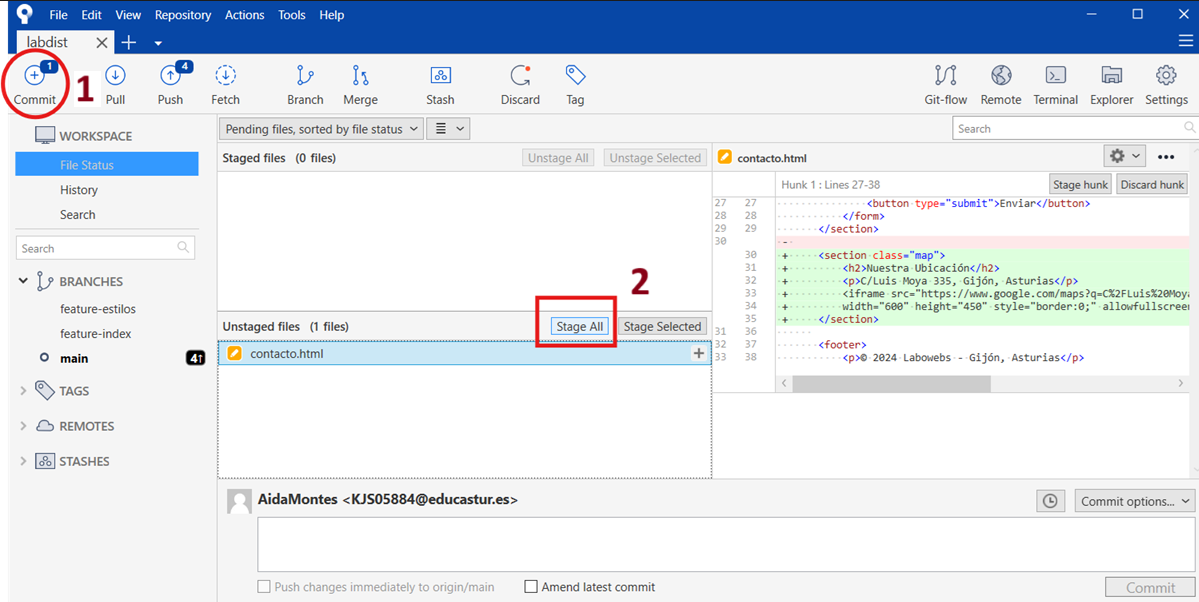 File Edit View Repository Actions Tools Help
labdist
1 4
Commit 1 Pull Push Fetch Branch Merge Stash Discard Tag Git-flow Remote Terminal Explorer Settings
WORKSPACE
File Status
History
Search
Search
BRANCHES
feature-estilos
feature-index
main 4↑
TAGS
REMOTES
STASHES
Pending files, sorted by file status
Search
Staged files (0 files) Unstage All Unstage Selected
2
Unstaged files (1 files) Stage All Stage Selected
contacto.html +
contacto.html
Hunk 1 : Lines 27-38 Stage hunk Discard hunk
27 27 <button type="submit">Enviar</button>
28 28 </form>
29 29 </section>
30 -
30 + <section class="map">
31 + <h2>Nuestra Ubicación</h2>
32 + <p>C/Luis Moya 335, Gijón, Asturias</p>
33 + <iframe src="https://www.google.com/maps?q=C%2FLuis%20Moya
34 + width="600" height="450" style="border:0;" allowfullscreen
35 + </section>
31 36
32 37 <footer>
33 38 <p>© 2024 Labowebs - Gijón, Asturias</p>
AidaMontes <KJS05884@educastur.es> Commit options...
Push changes immediately to origin/main Amend latest commit Commit